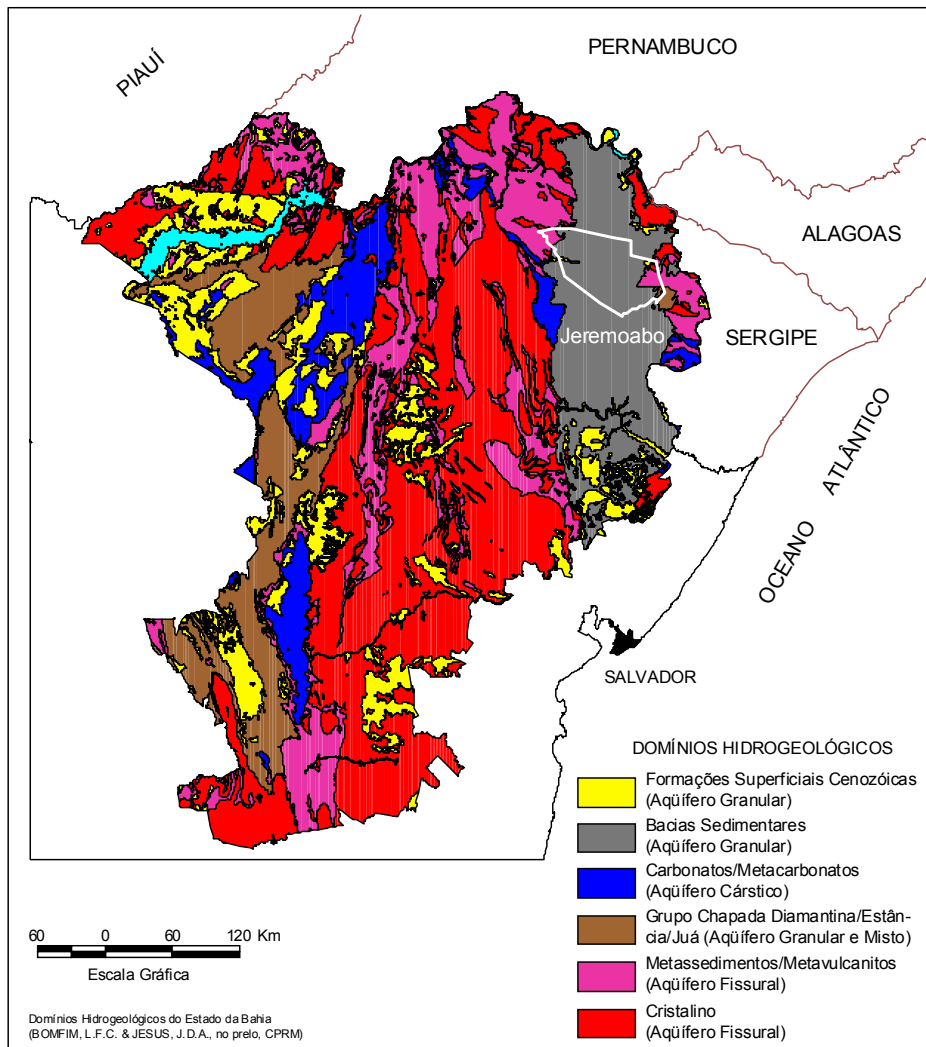 PERNAMBUCO
PIAUÍ
ALAGOAS
Jeremoabo
SERGIPE
OCEANO ATLÂNTICO
SALVADOR
DOMÍNIOS HIDROGEOLÓGICOS
Formações Superficiais Cenozóicas
(Aqüífero Granular)
Bacias Sedimentares
(Aqüífero Granular)
Carbonatos/Metacarbonatos
(Aqüífero Cárstico)
Grupo Chapada Diamantina/Estân-
cia/Juá (Aqüífero Granular e Misto)
Metassedimentos/Metavulcanitos
(Aqüífero Fissural)
Cristalino
(Aqüífero Fissural)
60 0 60 120 Km
Escala Gráfica
Domínios Hidrogeológicos do Estado da Bahia
(BOMFIM, L.F.C. & JESUS, J.D.A., no prelo, CPRM)